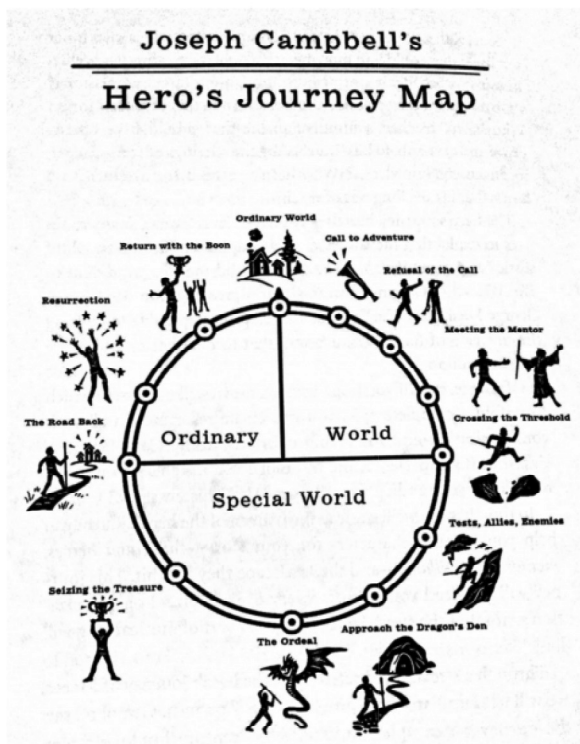 Joseph Campbell's
Hero's Journey Map
Ordinary World
Call to Adventure
Refusal of the Call
Meeting the Mentor
Crossing the Threshold
Tests, Allies, Enemies
Approach the Dragon's Den
The Ordeal
Seizing the Treasure
The Road Back
Resurrection
Return with the Boon
Ordinary World
Special World